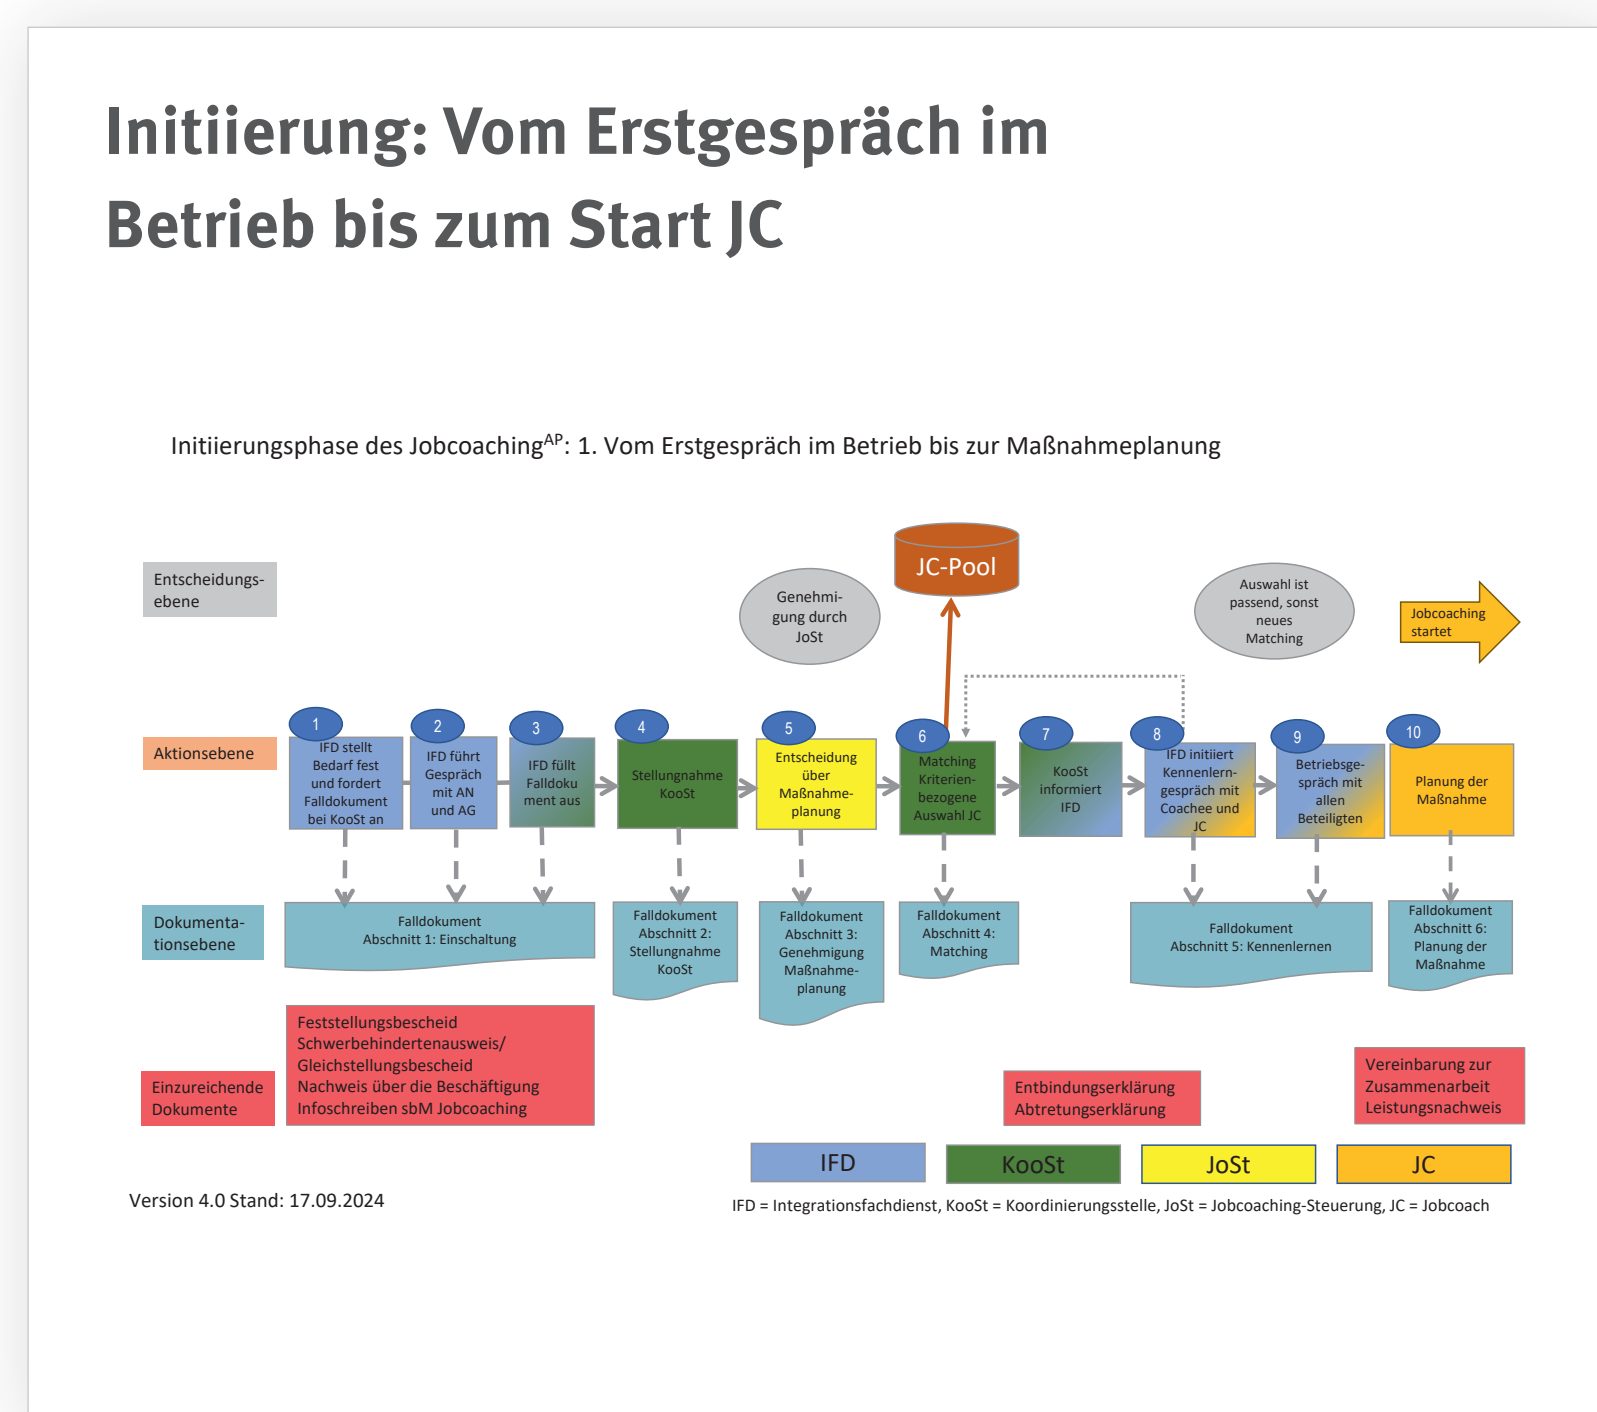 Initiierung: Vom Erstgespräch im
Betrieb bis zum Start JC
Initiierungsphase des Jobcoaching^AP: 1. Vom Erstgespräch im Betrieb bis zur Maßnahmeplanung
Entscheidungs-
ebene
Genehmi-
gung durch
JoSt
JC-Pool
Auswahl ist
passend, sonst
neues
Matching
Jobcoaching
startet
Aktionsebene
1
IFD stellt
Bedarf fest
und fordert
Falldokument
bei KooSt an
2
IFD führt
Gespräch
mit AN
und AG
3
IFD füllt
Falldoku
ment aus
4
Stellungnahme
KooSt
5
Entscheidung
über
Maßnahme-
planung
6
Matching
Kriterien-
bezogene
Auswahl JC
7
KooSt
informiert
IFD
8
IFD initiiert
Kennenlern-
gespräch mit
Coachee und
JC
9
Betriebsge-
spräch mit
allen
Beteiligten
10
Planung der
Maßnahme
Dokumenta-
tionsebene
Falldokument
Abschnitt 1: Einschaltung
Falldokument
Abschnitt 2:
Stellungnahme
KooSt
Falldokument
Abschnitt 3:
Genehmigung
Maßnahme-
planung
Falldokument
Abschnitt 4:
Matching
Falldokument
Abschnitt 5: Kennenlernen
Falldokument
Abschnitt 6:
Planung der
Maßnahme
Einzureichende
Dokumente
Feststellungsbescheid
Schwerbehindertenausweis/
Gleichstellungsbescheid
Nachweis über die Beschäftigung
Infoschreiben sbM Jobcoaching
Entbindungserklärung
Abtretungserklärung
Vereinbarung zur
Zusammenarbeit
Leistungsnachweis
IFD
KooSt
JoSt
JC
Version 4.0 Stand: 17.09.2024
IFD = Integrationsfachdienst, KooSt = Koordinierungsstelle, JoSt = Jobcoaching-Steuerung, JC = Jobcoach